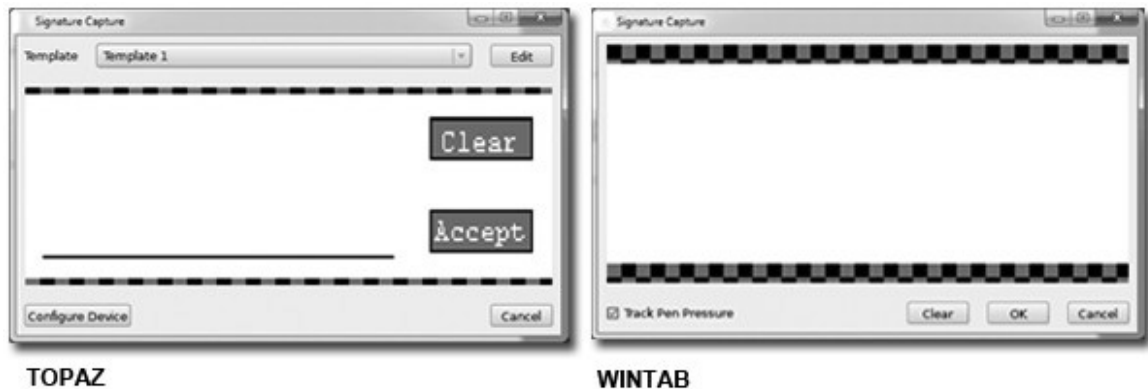 Signature Capture
Template Template 1 Edit
Clear
Accept
Configure Device Cancel
TOPAZ
Signature Capture
Track Pen Pressure Clear OK Cancel
WINTAB